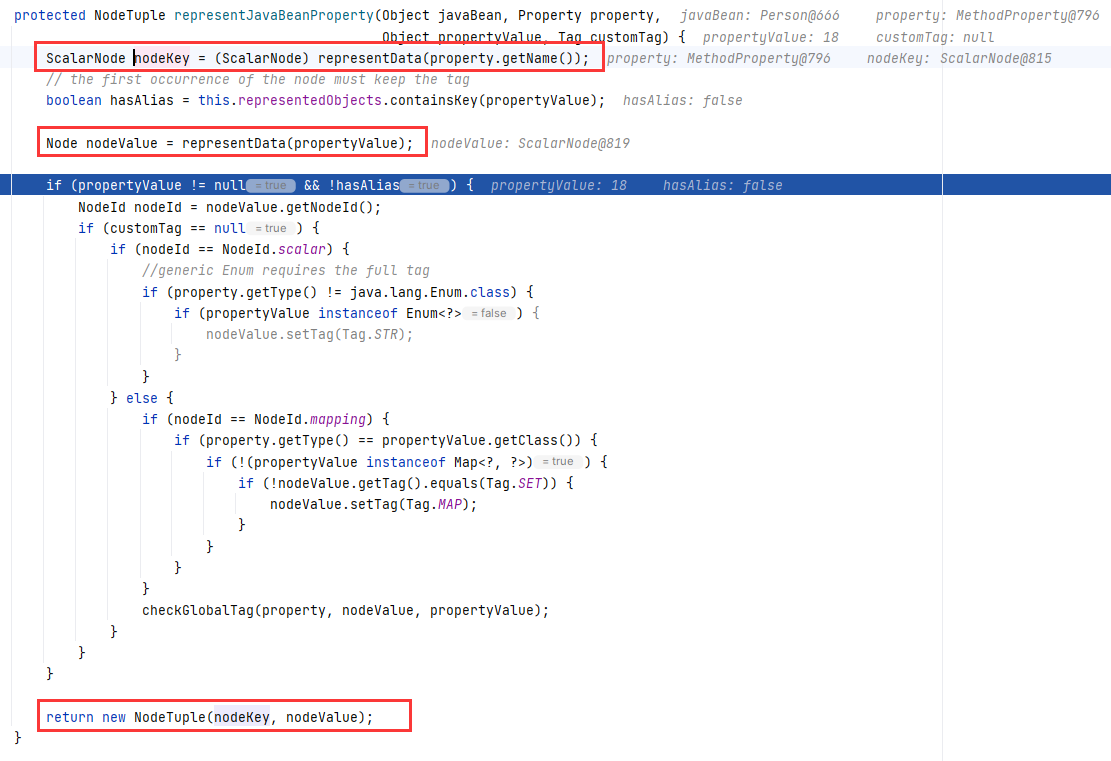 protected NodeTuple representJavaBeanProperty(Object javaBean, Property property,  javaBean: Person@666  property: MethodProperty@796
Object propertyValue, Tag customTag) {  propertyValue: 18  customTag: null
ScalarNode nodeKey = (ScalarNode) representData(property.getName());  property: MethodProperty@796  nodeKey: ScalarNode@815
// the first occurrence of the node must keep the tag
boolean hasAlias = this.representedObjects.containsKey(propertyValue);  hasAlias: false
Node nodeValue = representData(propertyValue);  nodeValue: ScalarNode@819
if (propertyValue != null = true && !hasAlias = true ) {  propertyValue: 18  hasAlias: false
NodeId nodeId = nodeValue.getNodeId();
if (customTag == null = true ) {
if (nodeId == NodeId.scalar) {
//generic Enum requires the full tag
if (property.getType() != java.lang.Enum.class) {
if (propertyValue instanceof Enum<?> = false ) {
nodeValue.setTag(Tag.STR);
}
}
} else {
if (nodeId == NodeId.mapping) {
if (property.getType() == propertyValue.getClass()) {
if (!(propertyValue instanceof Map<?, ?>) = true ) {
if (!nodeValue.getTag().equals(Tag.SET)) {
nodeValue.setTag(Tag.MAP);
}
}
}
}
checkGlobalTag(property, nodeValue, propertyValue);
}
}
}
return new NodeTuple(nodeKey, nodeValue);
}